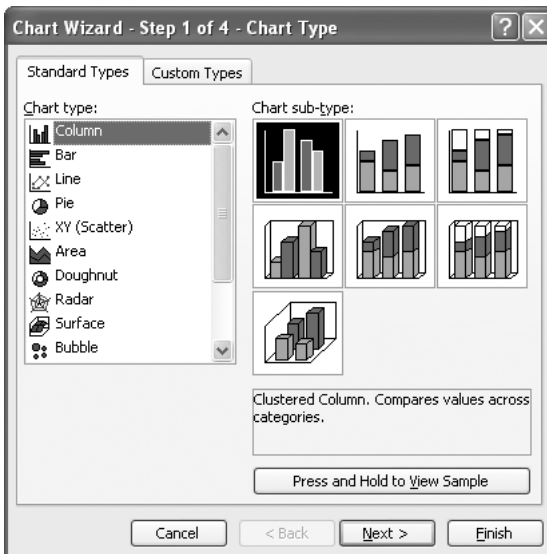 Chart Wizard - Step 1 of 4 - Chart Type
Standard Types
Custom Types
Chart type:
Column
Bar
Line
Pie
XY (Scatter)
Area
Doughnut
Radar
Surface
Bubble
Chart sub-type:
Clustered Column. Compares values across
categories.
Press and Hold to View Sample
Cancel
< Back
Next >
Finish